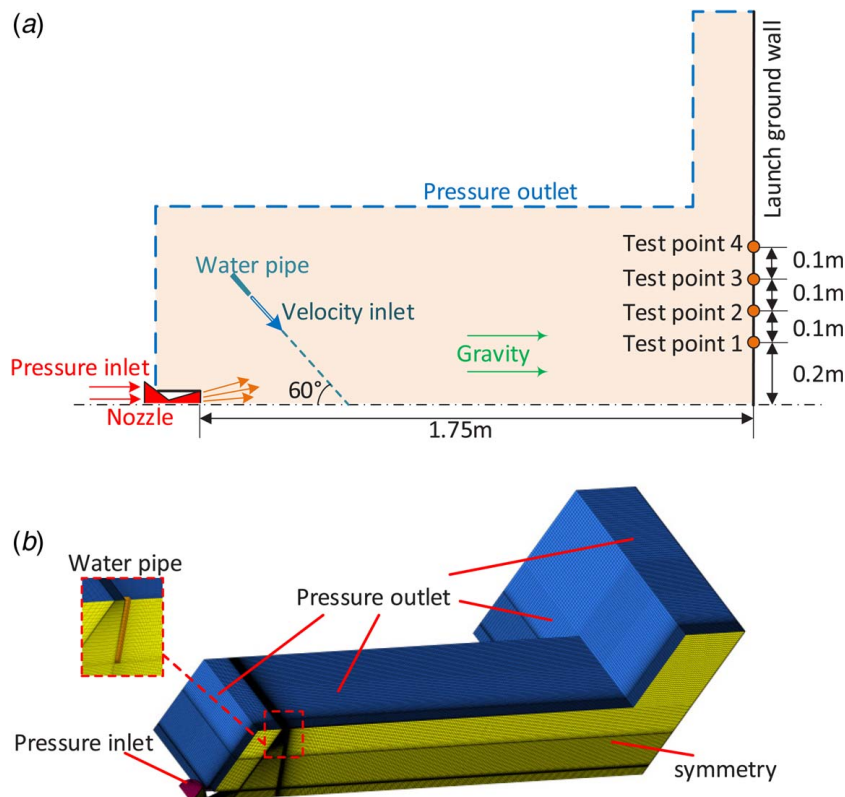 (a)
Launch ground wall
Pressure outlet
Test point 4
0.1m
Water pipe
Test point 3
0.1m
Velocity inlet
Test point 2
0.1m
Test point 1
Gravity
Pressure inlet
0.2m
60°
Nozzle
1.75m
(b)
Water pipe
Pressure outlet
Pressure inlet
symmetry